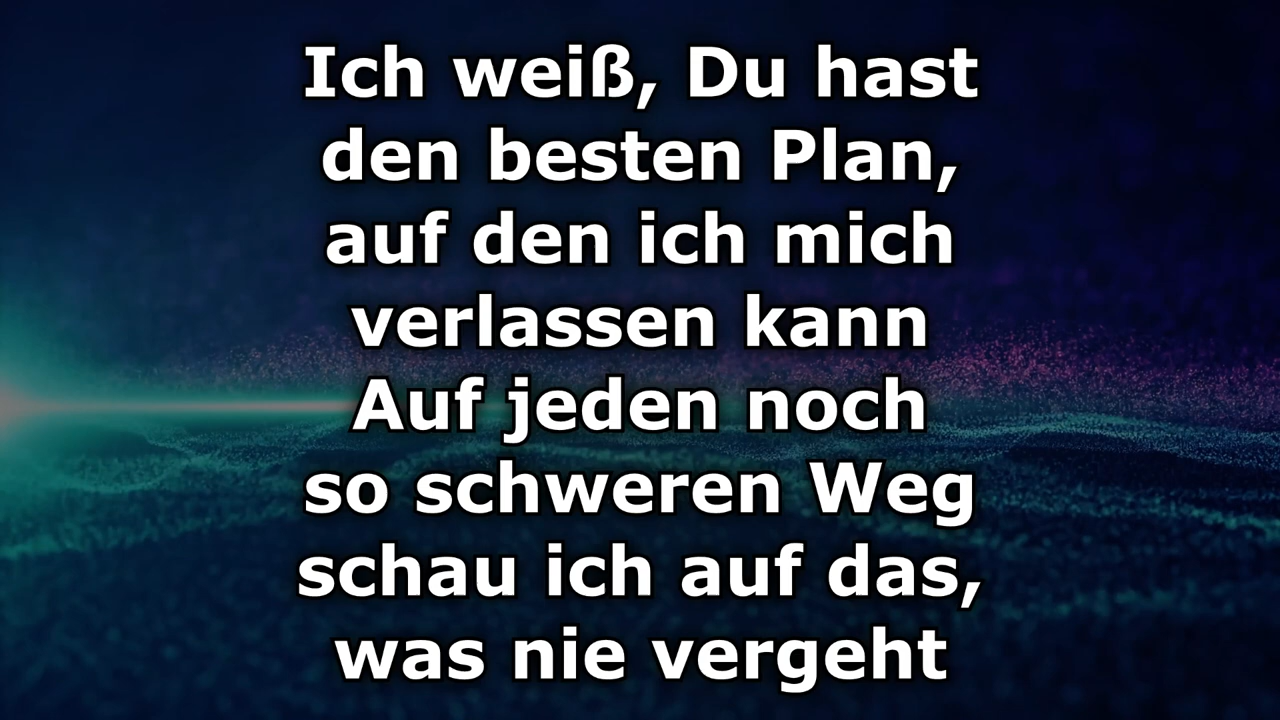 Ich weiß, Du hast
den besten Plan,
auf den ich mich
verlassen kann
Auf jeden noch
so schweren Weg
schau ich auf das,
was nie vergeht